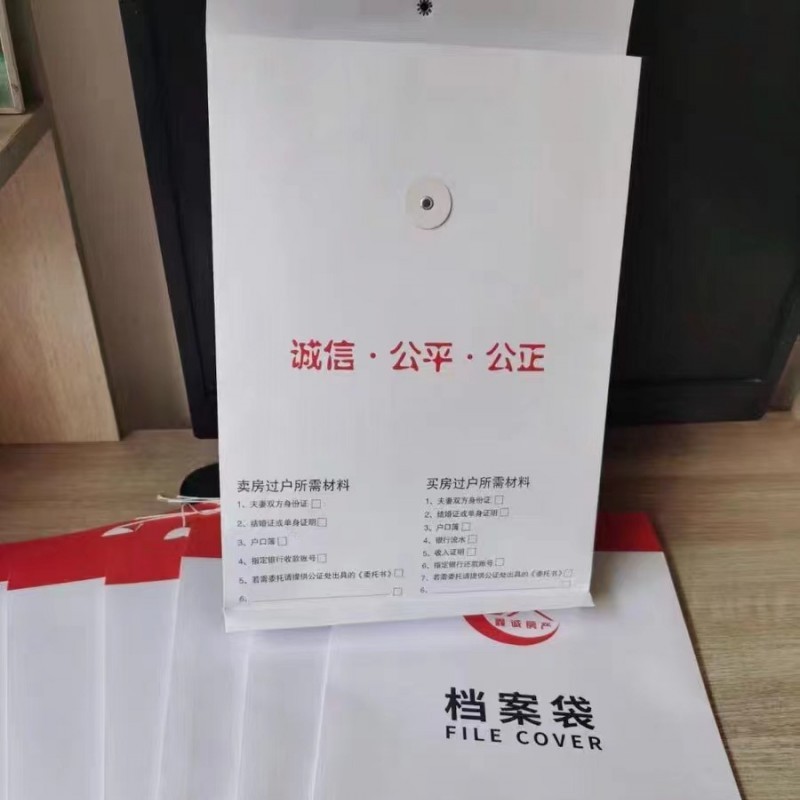 诚信·公平·公正
卖房过户所需材料
1、夫妻双方身份证
2、结婚证或单身证明
3、户口簿
4、指定银行收款账号
5、若需委托请提供公证处出具的《委托书》
6、
买房过户所需材料
1、夫妻双方身份证
2、结婚证或单身证明
3、户口簿
4、银行流水
5、收入证明
6、指定银行还款账号
7、若需委托请提供公证处出具的《委托书》
6、
鑫诚房产
档案袋
FILE COVER